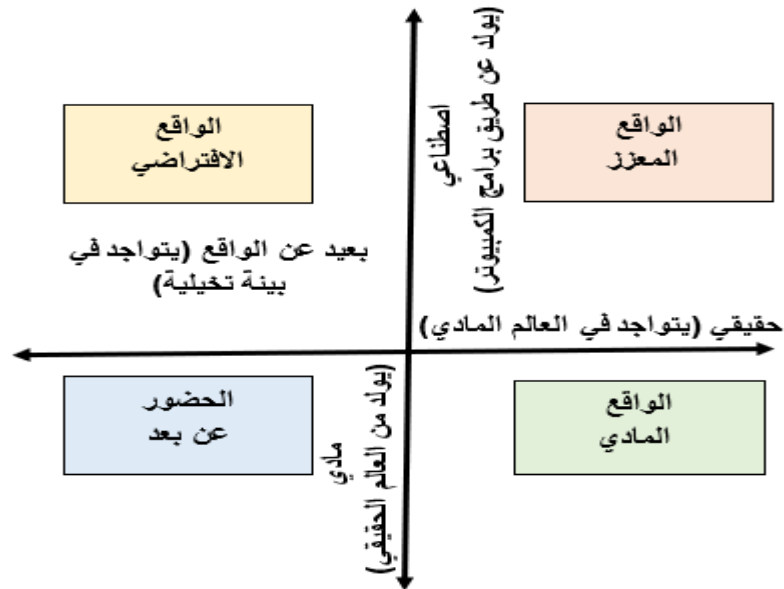 الواقع
المعزز
الواقع
الافتراضي
اصطناعي
(يولد عن طريق برامج الكمبيوتر)
بعيد عن الواقع (يتواجد في
بيئة تخيلية)
حقيقي (يتواجد في العالم المادي)
الواقع
المادي
الحضور
عن بعد
مادي
(يولد من العالم الحقيقي)